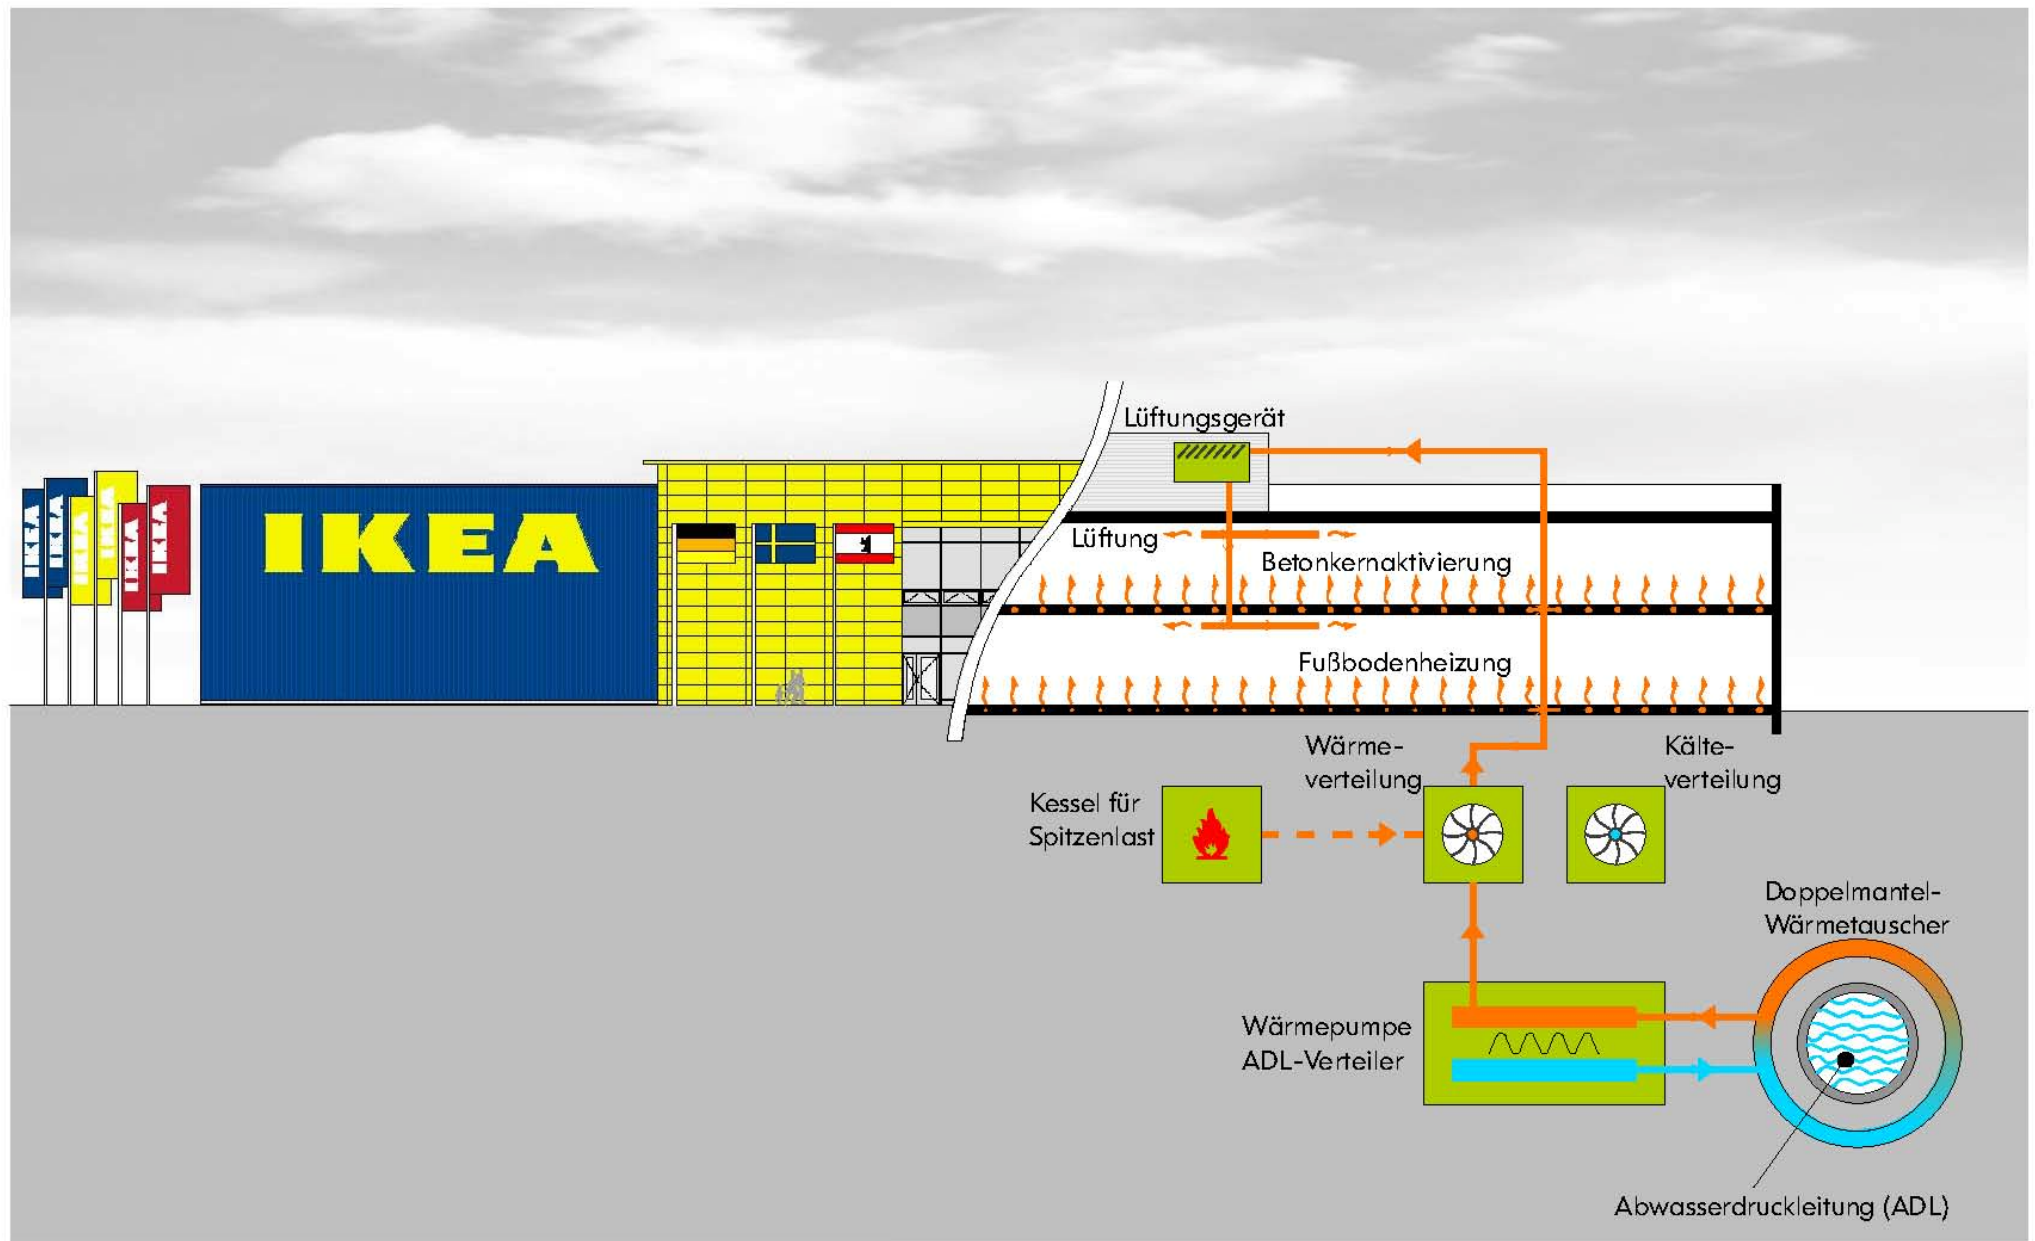 Lüftungsgerät
IKEA
IKEA
IKEA
IKEA
IKEA
IKEA
IKEA
Lüftung
Betonkernaktivierung
Fußbodenheizung
Wärme-
verteilung
Kälte-
verteilung
Kessel für
Spitzenlast
Doppelmantel-
Wärmetauscher
Wärmepumpe
ADL-Verteiler
Abwasserdruckleitung (ADL)